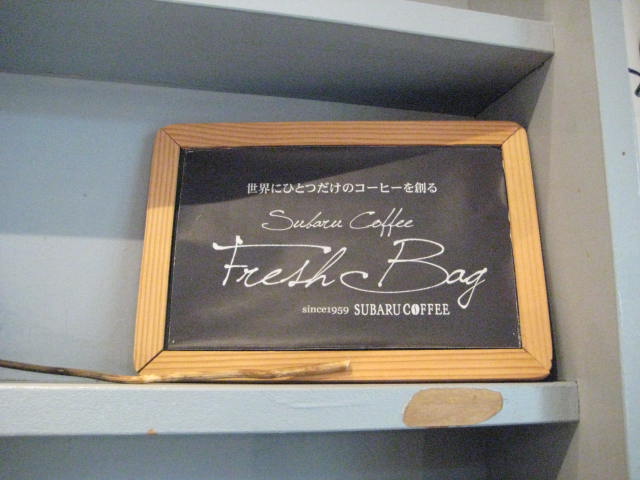 世界にひとつだけのコーヒーを創る
Subaru Coffee
Fresh Bag
since1959 SUBARU COFFEE